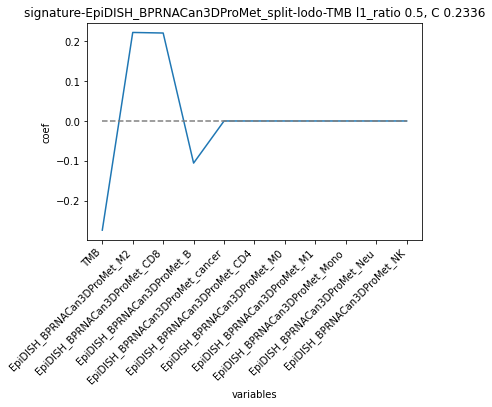 signature-EpiDISH_BPRNACan3DProMet_split-lodo-TMB l1_ratio 0.5, C 0.2336
0.2
0.1
0.0
−0.1
−0.2
coef
TMB
EpiDISH_BPRNACan3DProMet_M2
EpiDISH_BPRNACan3DProMet_CD8
EpiDISH_BPRNACan3DProMet_B
EpiDISH_BPRNACan3DProMet_cancer
EpiDISH_BPRNACan3DProMet_CD4
EpiDISH_BPRNACan3DProMet_M0
EpiDISH_BPRNACan3DProMet_M1
EpiDISH_BPRNACan3DProMet_Mono
EpiDISH_BPRNACan3DProMet_Neu
EpiDISH_BPRNACan3DProMet_NK
variables